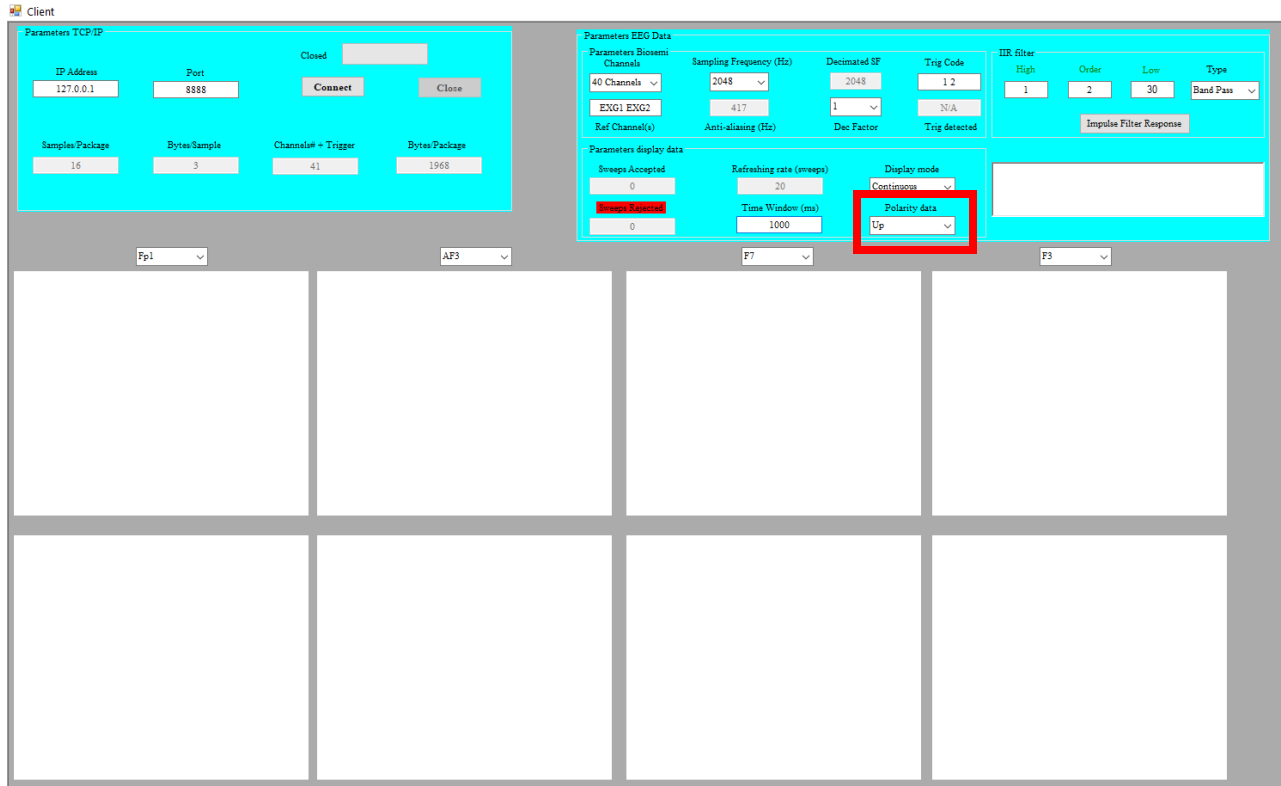 Client
Parameters TCP/IP
Closed
IP Address
Port
127.0.0.1
8888
Connect
Close
Samples/Package
Bytes/Sample
Channels# + Trigger
Bytes/Package
16
3
41
1968
Parameters EEG Data
Parameters Biosemi
Channels
Sampling Frequency (Hz)
Decimated SF
Trig Code
40 Channels
2048
2048
1 2
EXG1 EXG2
417
1
N/A
Ref Channel(s)
Anti-aliasing (Hz)
Dec Factor
Trig detected
IIR filter
High
Order
Low
Type
1
2
30
Band Pass
Impulse Filter Response
Parameters display data
Sweeps Accepted
Refreshing rate (sweeps)
Display mode
0
20
Continuous
Sweeps Rejected
Time Window (ms)
Polarity data
0
1000
Up
Fp1
AF3
F7
F3